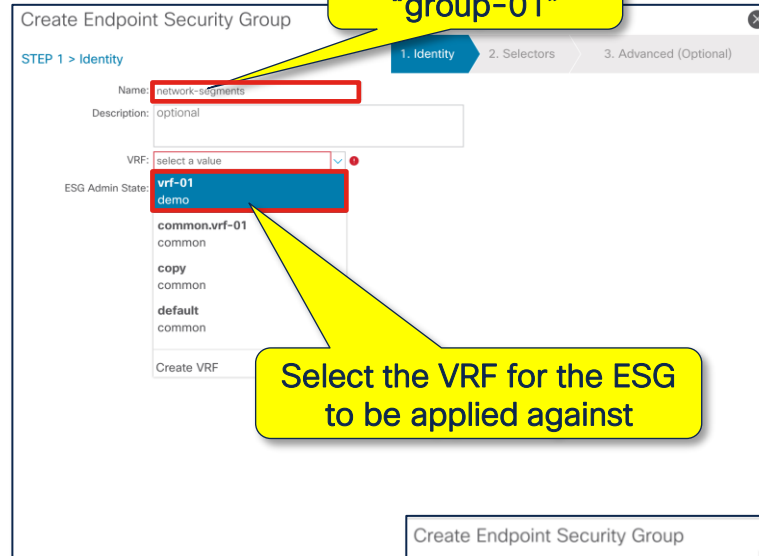 "group-01"
Create Endpoint Security Group
STEP 1 > Identity
1. Identity
2. Selectors
3. Advanced (Optional)
Name: network-segments
Description: optional
VRF: select a value
ESG Admin State:
vrf-01
demo
common.vrf-01
common
copy
common
default
common
Create VRF
Select the VRF for the ESG
to be applied against
Create Endpoint Security Group